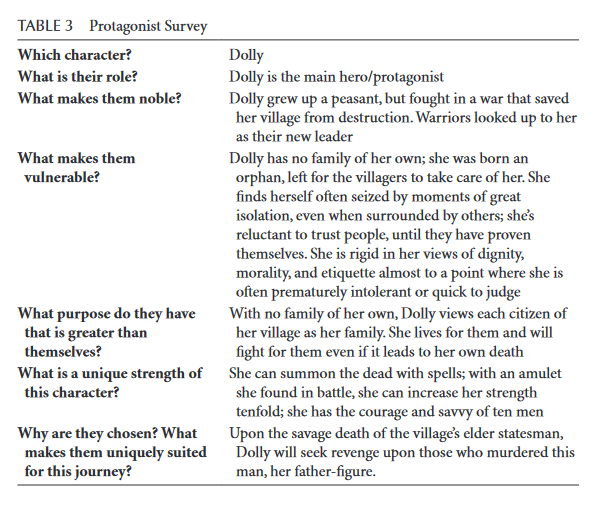 TABLE 3 Protagonist Survey
Which character? Dolly
What is their role? Dolly is the main hero/protagonist
What makes them noble? Dolly grew up a peasant, but fought in a war that saved
her village from destruction. Warriors looked up to her
as their new leader
What makes them Dolly has no family of her own; she was born an
vulnerable? orphan, left for the villagers to take care of her. She
finds herself often seized by moments of great
isolation, even when surrounded by others; she's
reluctant to trust people, until they have proven
themselves. She is rigid in her views of dignity,
morality, and etiquette almost to a point where she is
often prematurely intolerant or quick to judge
What purpose do they have With no family of her own, Dolly views each citizen of
that is greater than her village as her family. She lives for them and will
themselves? fight for them even if it leads to her own death
What is a unique strength of She can summon the dead with spells; with an amulet
this character? she found in battle, she can increase her strength
tenfold; she has the courage and savvy of ten men
Why are they chosen? What Upon the savage death of the village's elder statesman,
makes them uniquely suited Dolly will seek revenge upon those who murdered this
for this journey? man, her father-figure.